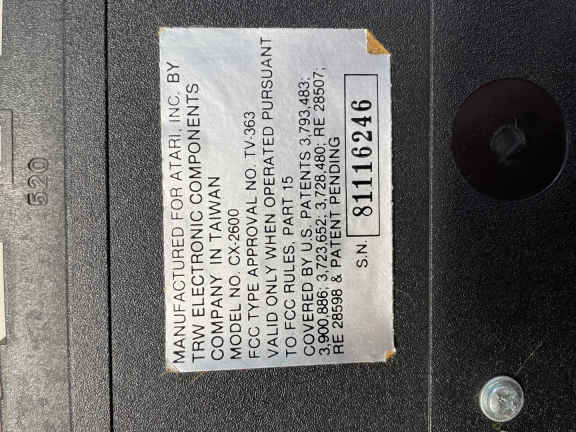 MANUFACTURED FOR ATARI, INC. BY
TRW ELECTRONIC COMPONENTS
COMPANY IN TAIWAN
MODEL NO. CX-2600
FCC TYPE APPROVAL NO. TV-363
VALID ONLY WHEN OPERATED PURSUANT
TO FCC RULES, PART 15
COVERED BY U.S. PATENTS 3,793,483;
3,900,886; 3,723,652; 3,728,480; RE 28507;
RE 28598 & PATENT PENDING
S.N. 81116246
520